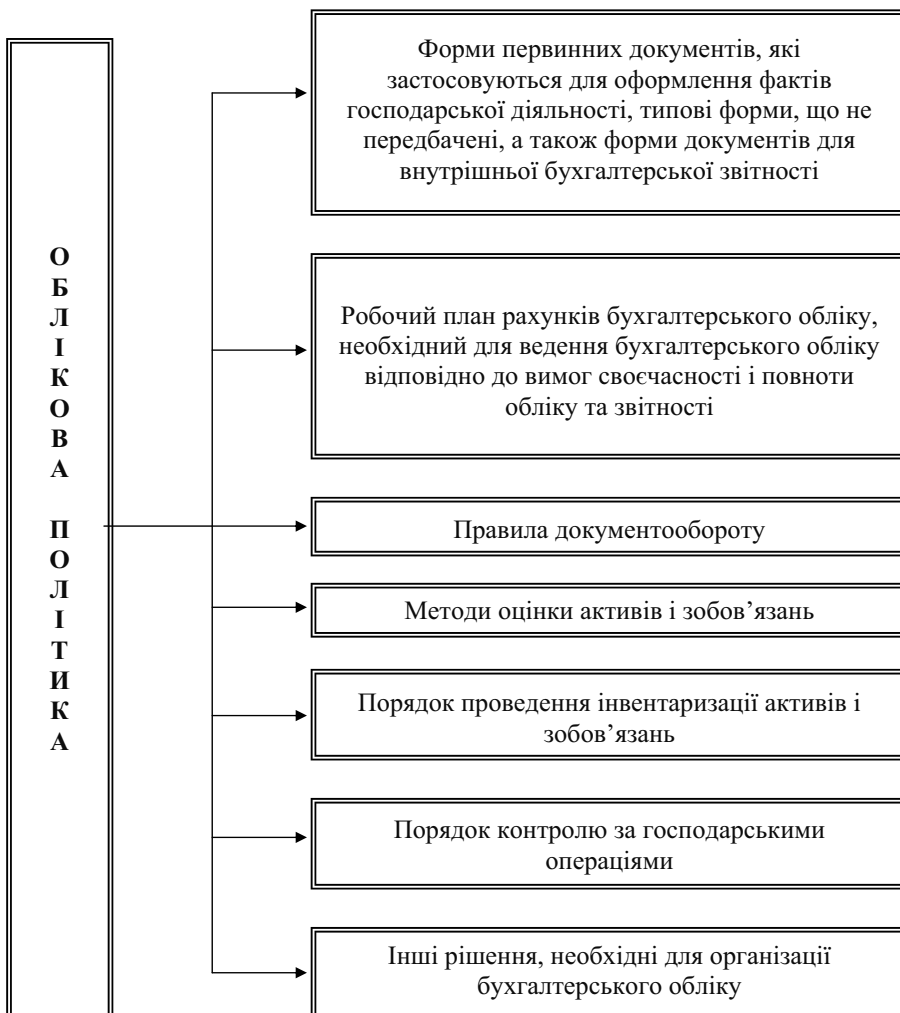 ОБЛІКОВА ПОЛІТИКА
Форми первинних документів, які
застосовуються для оформлення фактів
господарської діяльності, типові форми, що не
передбачені, а також форми документів для
внутрішньої бухгалтерської звітності
Робочий план рахунків бухгалтерського обліку,
необхідний для ведення бухгалтерського обліку
відповідно до вимог своєчасності і повноти
обліку та звітності
Правила документообороту
Методи оцінки активів і зобов’язань
Порядок проведення інвентаризації активів і
зобов’язань
Порядок контролю за господарськими
операціями
Інші рішення, необхідні для організації
бухгалтерського обліку